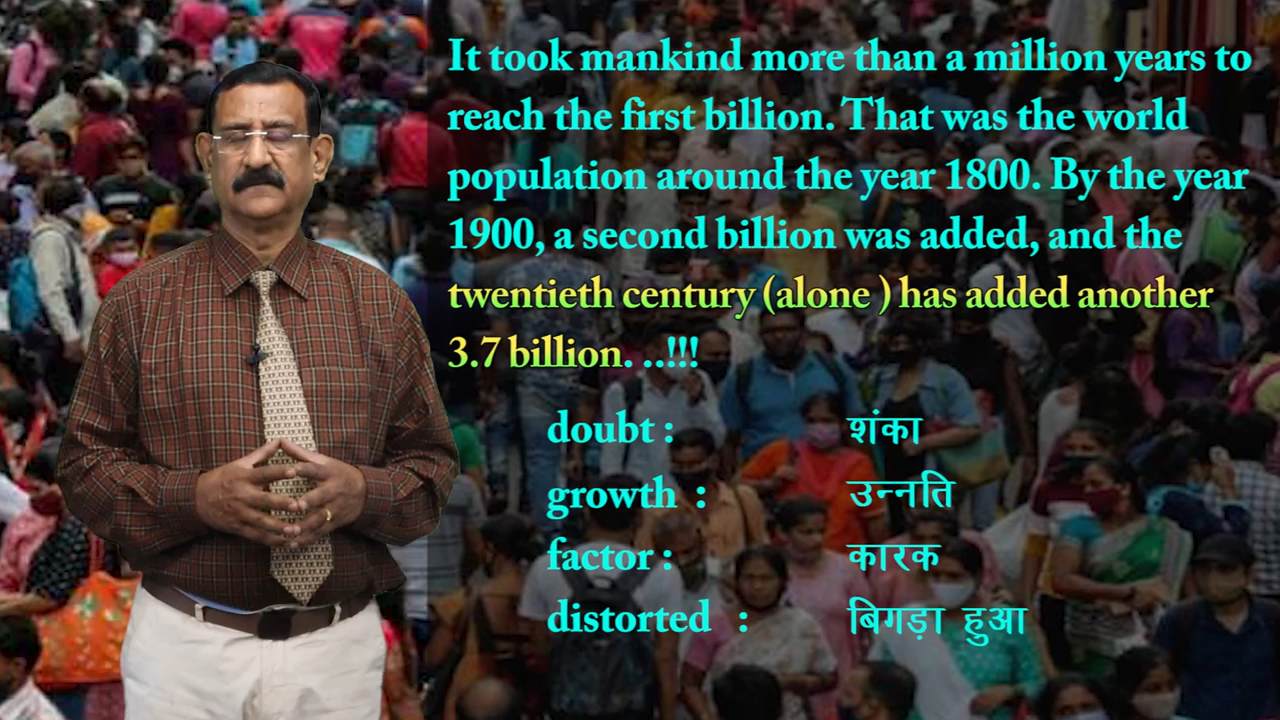 It took mankind more than a million years to
reach the first billion. That was the world
population around the year 1800. By the year
1900, a second billion was added, and the
twentieth century (alone ) has added another
3.7 billion. ..!!!
doubt : शंका
growth : उन्नति
factor : कारक
distorted : बिगड़ा हुआ